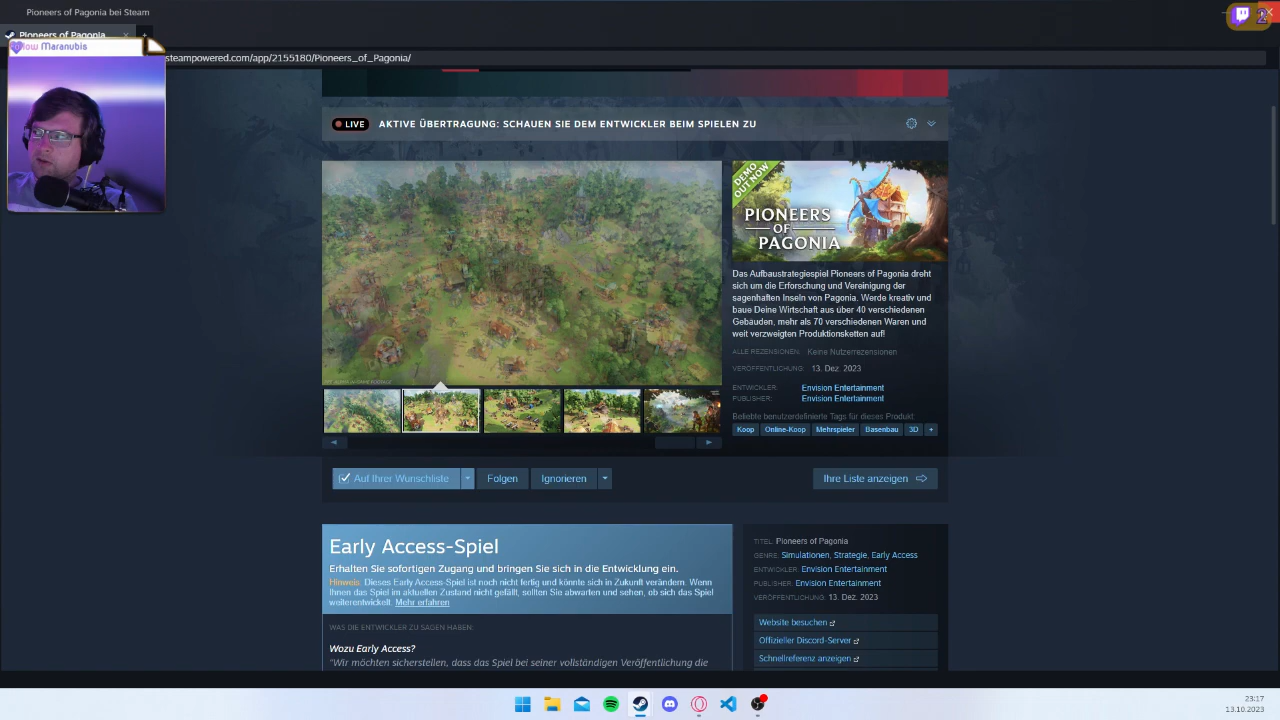 Pioneers of Pagonia bei Steam
Pioneers of Pagonia
Maranubis
steampowered.com/app/2155180/Pioneers_of_Pagonia/
LIVE AKTIVE ÜBERTRAGUNG: SCHAUEN SIE DEM ENTWICKLER BEIM SPIELEN ZU
DEMO
OUT NOW
PIONEERS
OF
PAGONIA
Das Aufbaustrategiespiel Pioneers of Pagonia dreht
sich um die Erforschung und Vereinigung der
sagenhaften Inseln von Pagonia. Werde kreativ und
baue Deine Wirtschaft aus über 40 verschiedenen
Gebäuden, mehr als 70 verschiedenen Waren und
weit verzweigten Produktionsketten auf!
ALLE REZENSIONEN: Keine Nutzerrezensionen
VERÖFFENTLICHUNG: 13. Dez. 2023
ENTWICKLER: Envision Entertainment
PUBLISHER: Envision Entertainment
Beliebte benutzerdefinierte Tags für dieses Produkt:
Koop Online-Koop Mehrspieler Basenbau 3D +
Auf Ihrer Wunschliste Folgen Ignorieren Ihre Liste anzeigen
Early Access-Spiel
Erhalten Sie sofortigen Zugang und bringen Sie sich in die Entwicklung ein.
Hinweis: Dieses Early Access-Spiel ist noch nicht fertig und könnte sich in Zukunft verändern. Wenn
Ihnen das Spiel im aktuellen Zustand nicht gefällt, sollten Sie abwarten und sehen, ob sich das Spiel
weiterentwickelt. Mehr erfahren
WAS DIE ENTWICKLER ZU SAGEN HABEN:
Wozu Early Access?
"Wir möchten sicherstellen, dass das Spiel bei seiner vollständigen Veröffentlichung die
TITEL: Pioneers of Pagonia
GENRE: Simulationen, Strategie, Early Access
ENTWICKLER: Envision Entertainment
PUBLISHER: Envision Entertainment
VERÖFFENTLICHUNG: 13. Dez. 2023
Website besuchen
Offizieller Discord-Server
Schnellreferenz anzeigen
23:17
13.10.2023